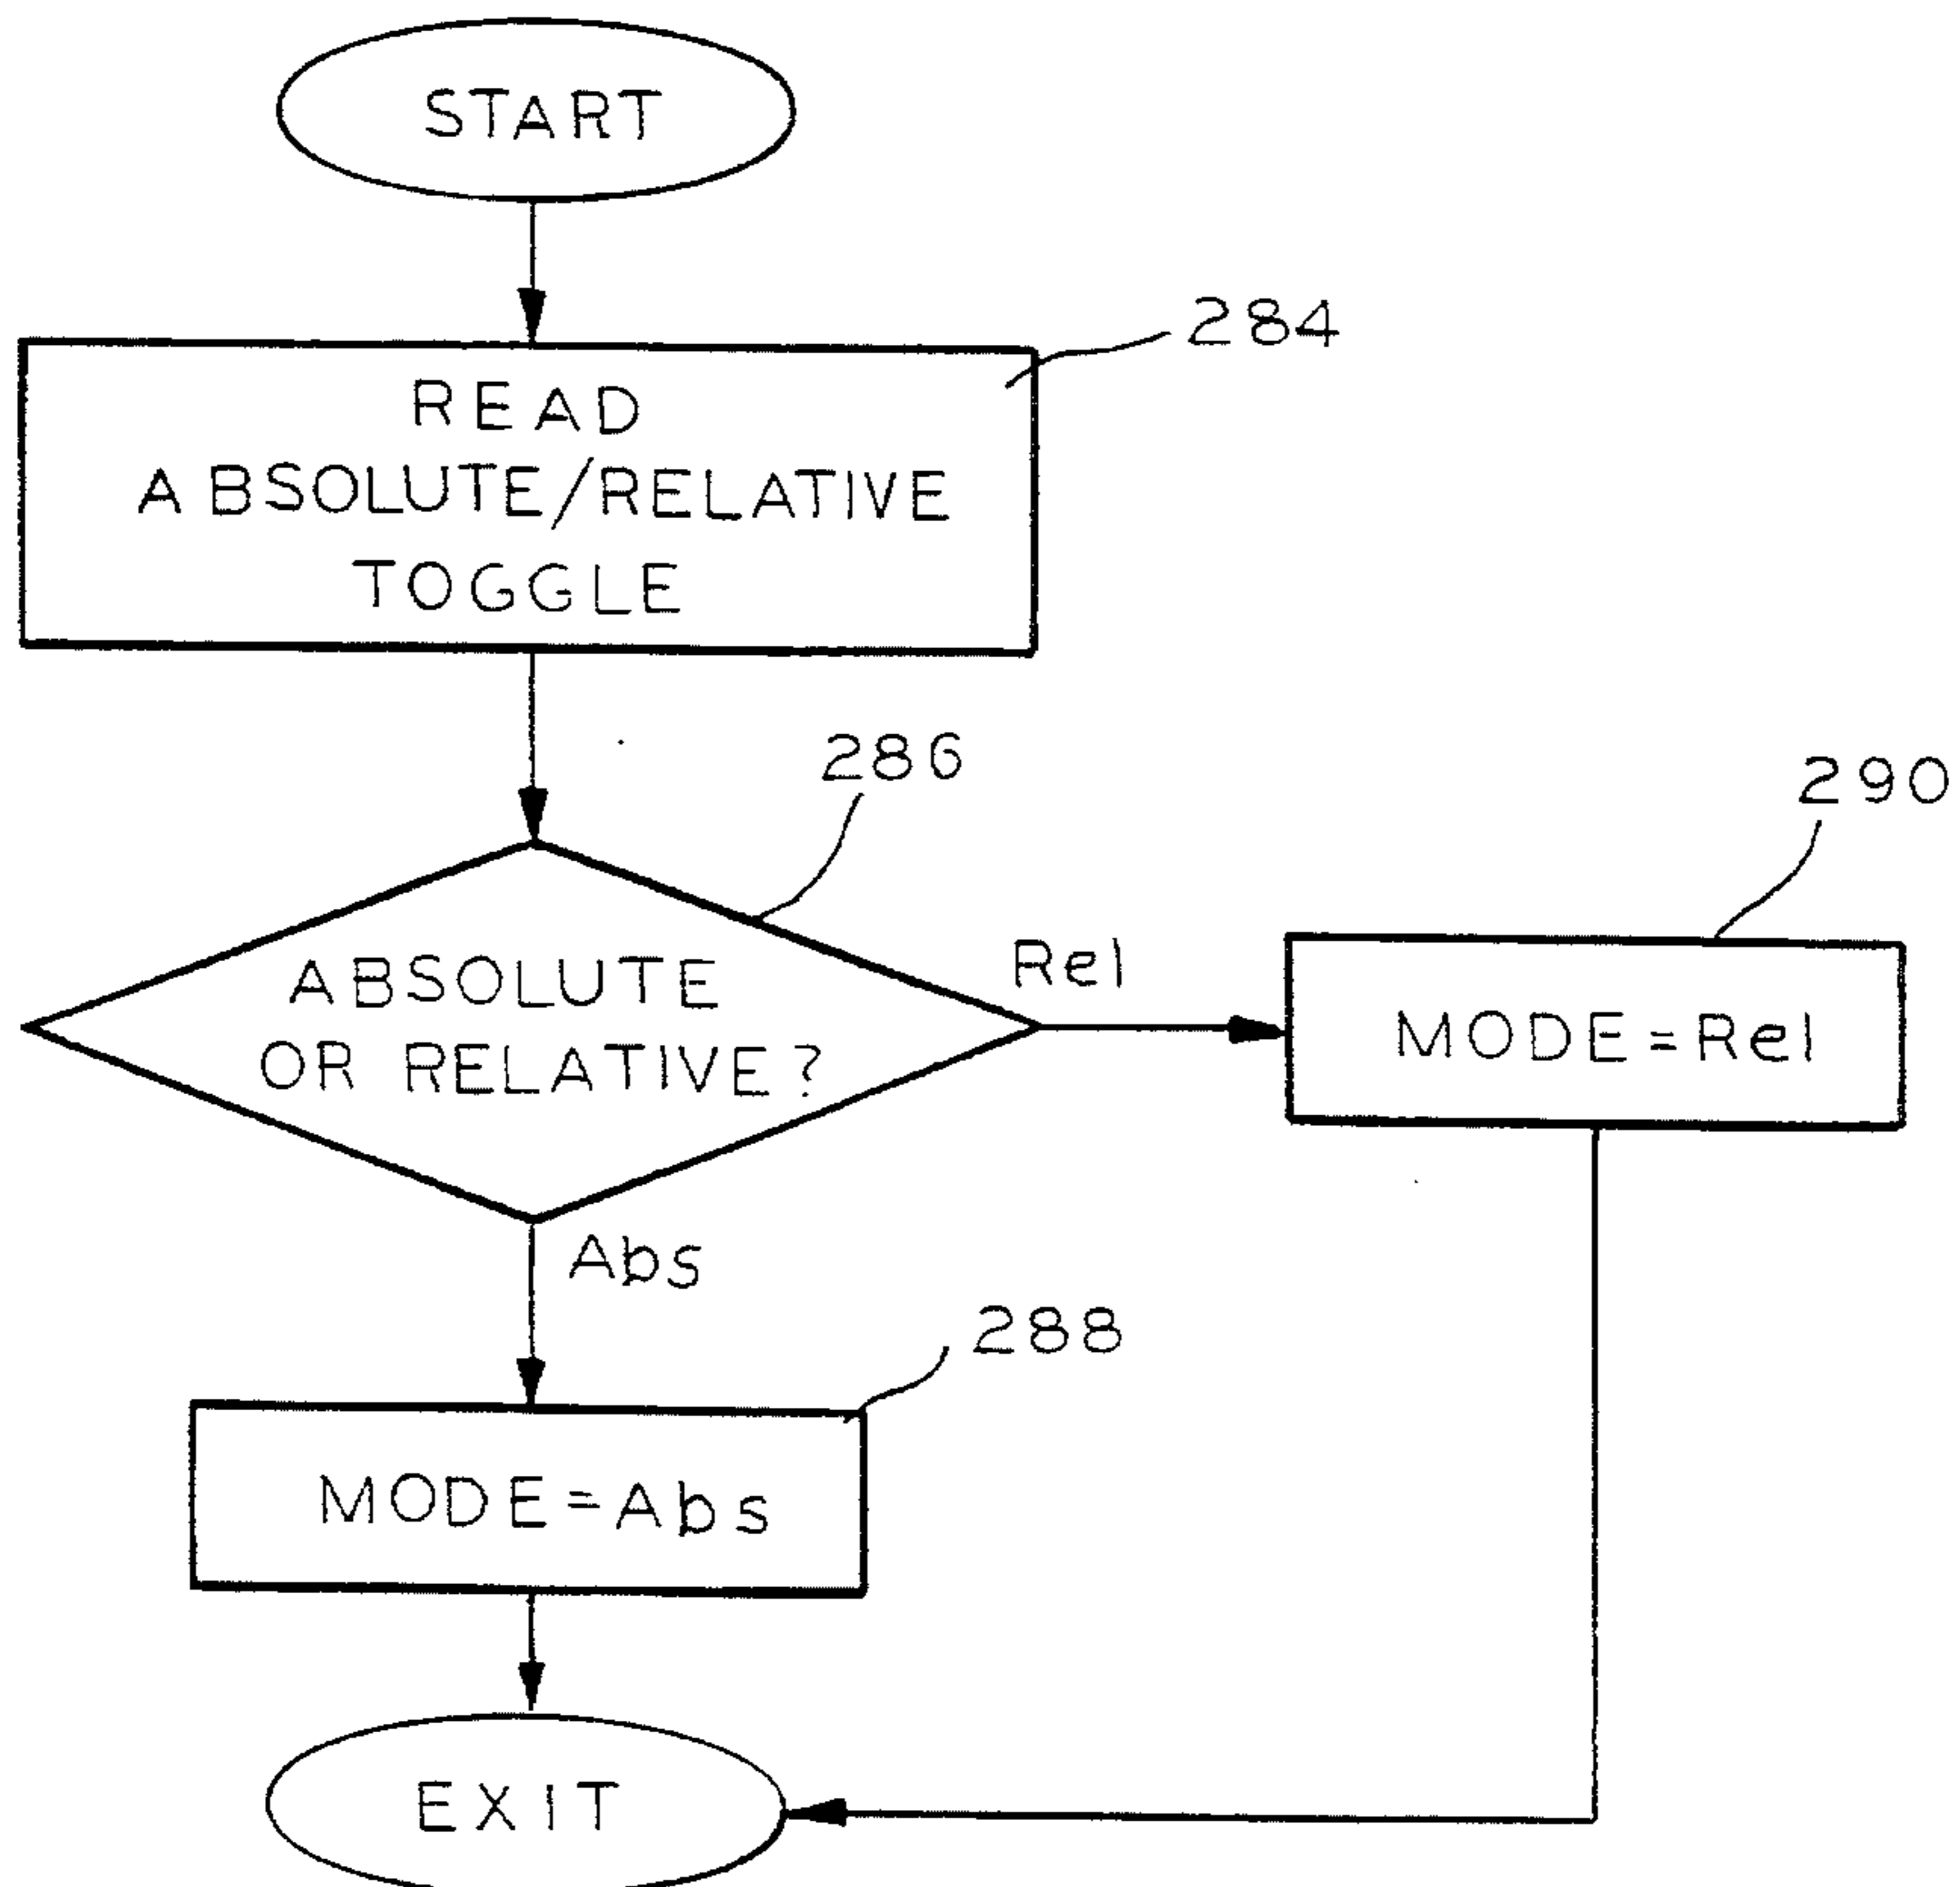 START
284
READ
ABSOLUTE/RELATIVE
TOGGLE
286
290
ABSOLUTE
OR RELATIVE?
Rel
MODE=Rel
Abs
288
MODE=Abs
EXIT